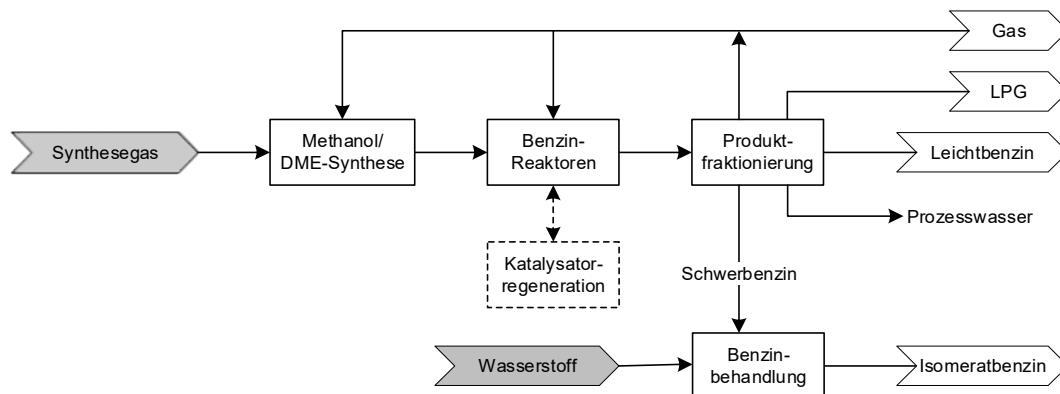 Gas
LPG
Synthesegas
Methanol/
DME-Synthese
Benzin-
Reaktoren
Produkt-
fraktionierung
Leichtbenzin
Prozesswasser
Katalysator-
regeneration
Schwerbenzin
Wasserstoff
Benzin-
behandlung
Isomeratbenzin